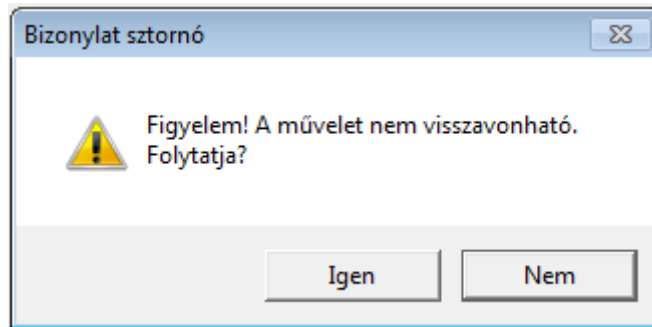 Bizonylat sztornó
Figyelem! A művelet nem visszavonható.
Folytatja?
Igen
Nem